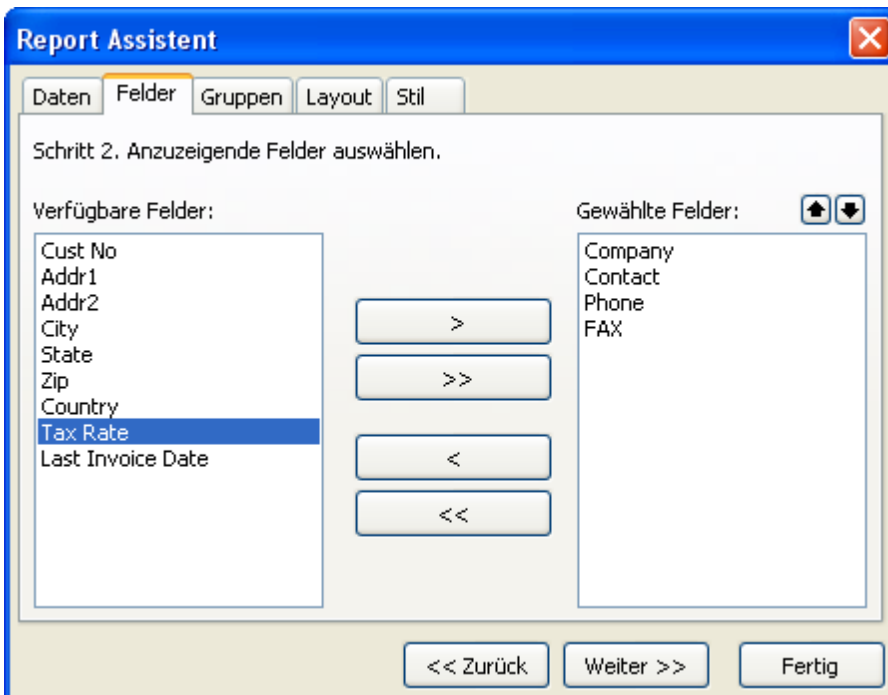 Report Assistent
Daten Felder Gruppen Layout Stil
Schritt 2. Anzuzeigende Felder auswählen.
Verfügbare Felder:
Cust No
Addr1
Addr2
City
State
Zip
Country
Tax Rate
Last Invoice Date
>
>>
<
<<
Gewählte Felder:
Company
Contact
Phone
FAX
<< Zurück Weiter >> Fertig